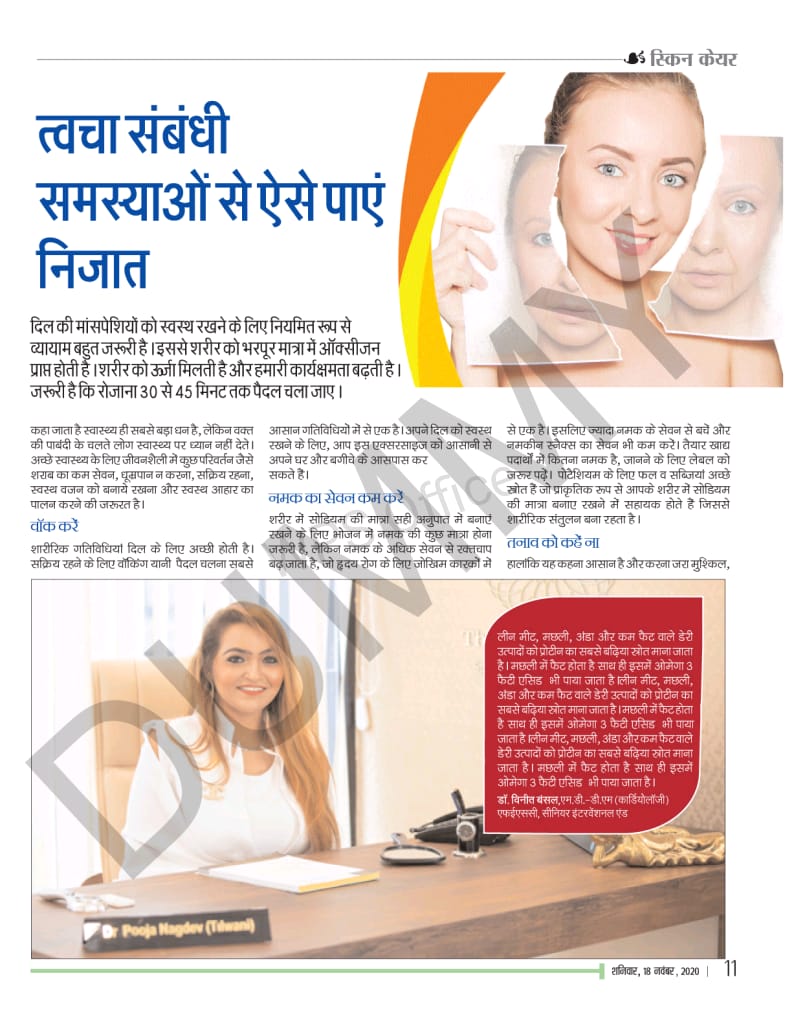 स्किन केयर
त्वचा संबंधी
समस्याओं से ऐसे पाएं
निजात
दिल की मांसपेशियों को स्वस्थ रखने के लिए नियमित रूप से
व्यायाम बहुत जरूरी है। इससे शरीर को भरपूर मात्रा में ऑक्सीजन
प्राप्त होती है। शरीर को ऊर्जा मिलती है और हमारी कार्यक्षमता बढ़ती है।
जरूरी है कि रोजाना 30 से 45 मिनट तक पैदल चला जाए।
कहा जाता है स्वास्थ्य ही सबसे बड़ा धन है, लेकिन वक्त
की पाबंदी के चलते लोग स्वास्थ्य पर ध्यान नहीं देते।
अच्छे स्वास्थ्य के लिए जीवनशैली में कुछ परिवर्तन जैसे
शराब का कम सेवन, धूम्रपान न करना, सक्रिय रहना,
स्वस्थ वजन को बनाये रखना और स्वस्थ आहार का
पालन करने की जरूरत है।
वॉक करें
शारीरिक गतिविधियां दिल के लिए अच्छी होती है।
सक्रिय रहने के लिए वॉकिंग यानी पैदल चलना सबसे
आसान गतिविधियों में से एक है। अपने दिल को स्वस्थ
रखने के लिए, आप इस एक्सरसाइज को आसानी से
अपने घर और बगीचे के आसपास कर
सकते हैं।
नमक का सेवन कम करें
शरीर में सोडियम की मात्रा सही अनुपात में बनाएं
रखने के लिए भोजन में नमक की कुछ मात्रा होना
जरूरी है, लेकिन नमक के अधिक सेवन से रक्तचाप
बढ़ जाता है, जो हृदय रोग के लिए जोखिम कारकों में
से एक है। इसलिए ज्यादा नमक के सेवन से बचें और
नमकीन स्नैक्स का सेवन भी कम करें। तैयार खाद्य
पदार्थों में कितना नमक है, जानने के लिए लेबल को
जरूर पढ़ें। पोटेशियम के लिए फल व सब्जियां अच्छे
स्रोत है जो प्राकृतिक रूप से आपके शरीर में सोडियम
की मात्रा बनाए रखने में सहायक होते हैं जिससे
शारीरिक संतुलन बना रहता है।
तनाव को कहें ना
हालांकि यह कहना आसान है और करना जरा मुश्किल,
लीन मीट, मछली, अंडा और कम फैट वाले डेरी
उत्पादों को प्रोटीन का सबसे बढ़िया स्रोत माना जाता
है। मछली में फैट होता है साथ ही इसमें ओमेगा 3
फैटी एसिड भी पाया जाता है।लीन मीट, मछली,
अंडा और कम फैट वाले डेरी उत्पादों को प्रोटीन का
सबसे बढ़िया स्रोत माना जाता है। मछली में फैट होता
है साथ ही इसमें ओमेगा 3 फैटी एसिड भी पाया
जाता है।लीन मीट, मछली, अंडा और कम फैट वाले
डेरी उत्पादों को प्रोटीन का सबसे बढ़िया स्रोत माना
जाता है। मछली में फैट होता है साथ ही इसमें
ओमेगा 3 फैटी एसिड भी पाया जाता है।
डॉ. विनीत बंसल,एम.डी.-डी.एम (कार्डियोलॉजी)
एफईएससी, सीनियर इंटरवेंशनल एंड
Dr Pooja Nagdev (Tilwani)
DUMMY
शनिवार, 18 नवंबर, 2020 | 11